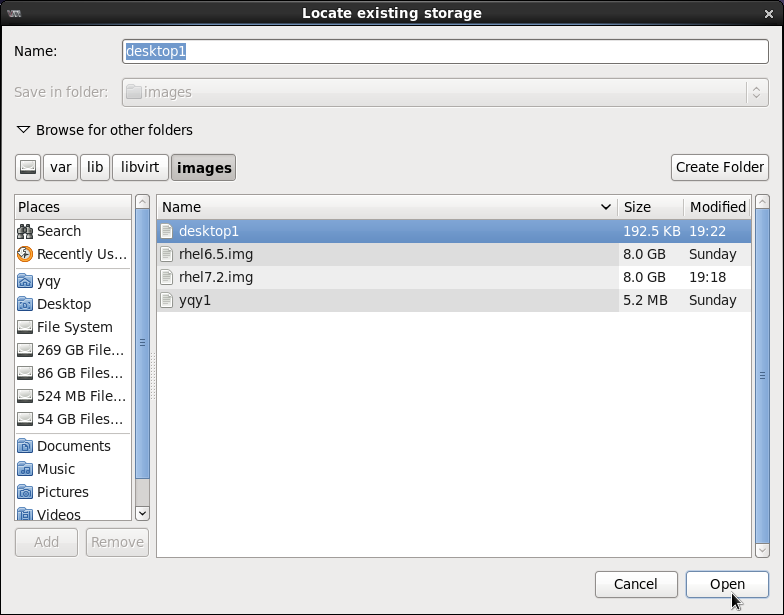 Locate existing storage
Name: desktop1
Save in folder: images
Browse for other folders
var lib libvirt images Create Folder
Places
Search
Recently Us...
yqy
Desktop
File System
269 GB File...
86 GB Files...
524 MB File...
54 GB Files...
Documents
Music
Pictures
Videos
Add Remove
Name Size Modified
desktop1 192.5 KB 19:22
rhel6.5.img 8.0 GB Sunday
rhel7.2.img 8.0 GB 19:18
yqy1 5.2 MB Sunday
Cancel Open